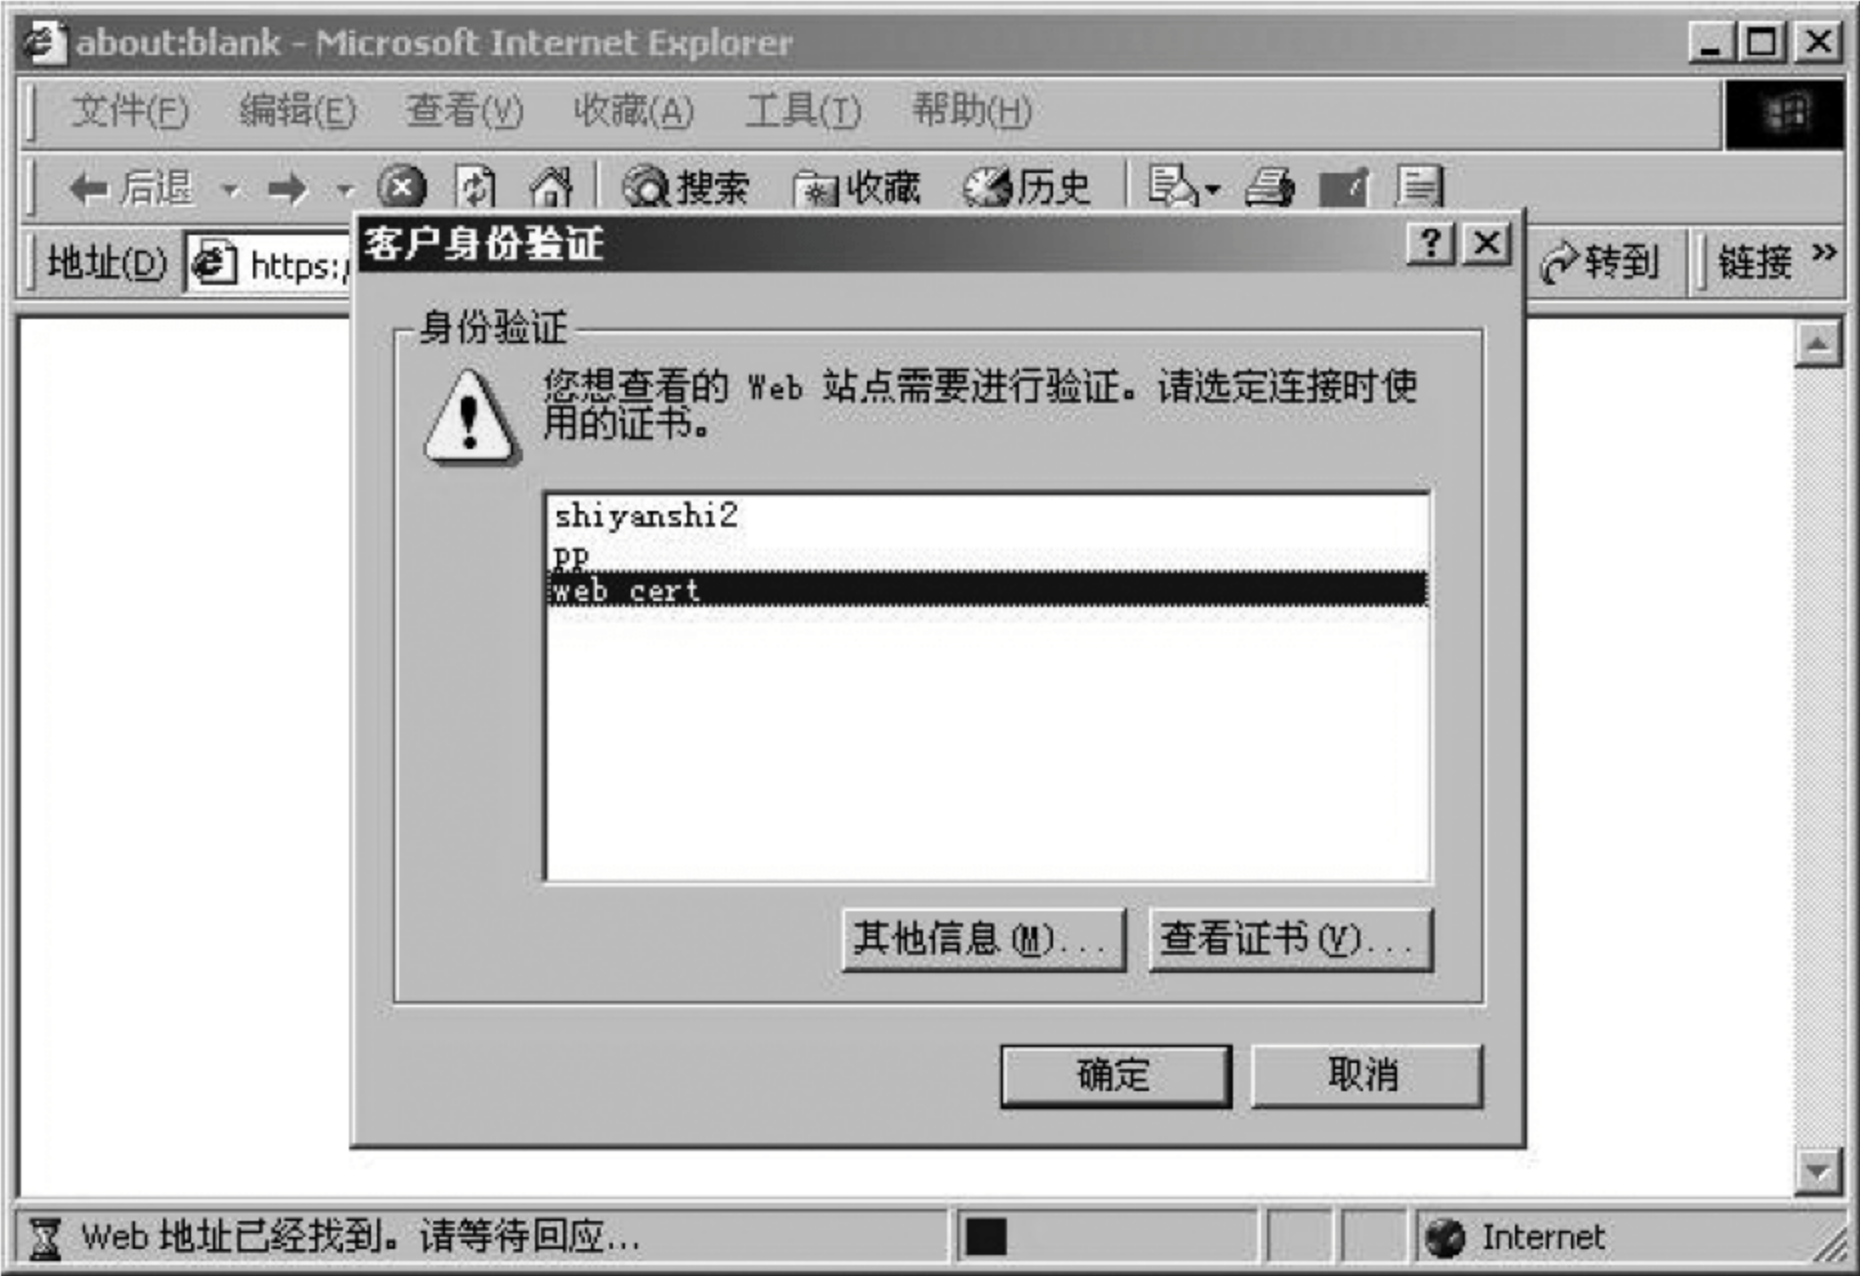 about:blank - Microsoft Internet Explorer
文件(F) 编辑(E) 查看(V) 收藏(A) 工具(T) 帮助(H)
后退 搜索 收藏 历史
地址(D) https:/ 转到 链接 »
客户身份验证
身份验证
您想查看的 Web 站点需要进行验证。请选定连接时使
用的证书。
shiyanshi2
pp
web cert
其他信息(M)... 查看证书(V)...
确定 取消
Web 地址已经找到。请等待回应... Internet